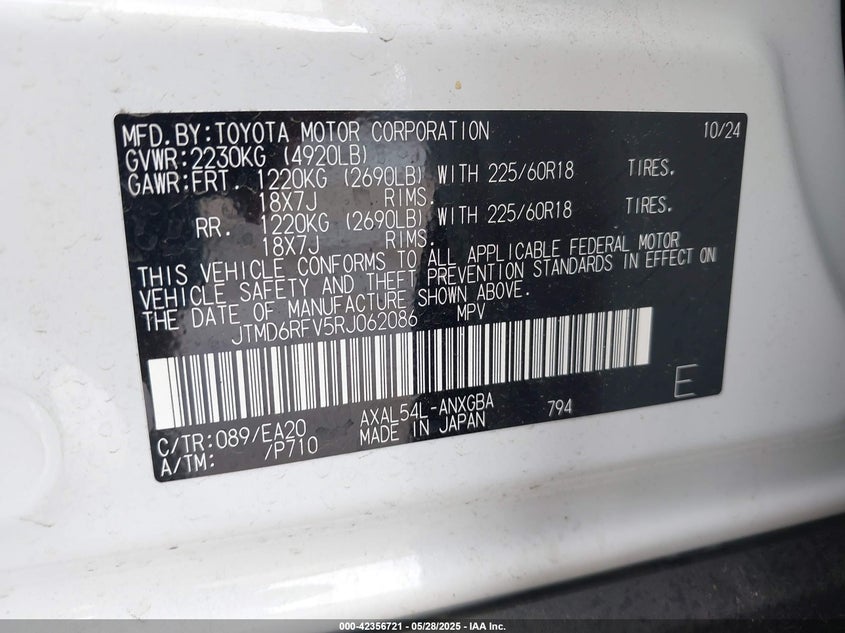 MFD.BY:TOYOTA MOTOR CORPORATION 10/24
GVWR:2230KG (4920LB)
GAWR:FRT. 1220KG (2690LB) WITH 225/60R18 TIRES.
18X7J RIMS.
RR. 1220KG (2690LB) WITH 225/60R18 TIRES.
18X7J RIMS.
THIS VEHICLE CONFORMS TO ALL APPLICABLE FEDERAL MOTOR
VEHICLE SAFETY AND THEFT PREVENTION STANDARDS IN EFFECT ON
THE DATE OF MANUFACTURE SHOWN ABOVE.
JTMD6RFV5RJ062086 MPV
E
C/TR:089/EA20 AXAL54L-ANXGBA 794
A/TM: /P710 MADE IN JAPAN
000-42356721 - 05/28/2025 - IAA Inc.